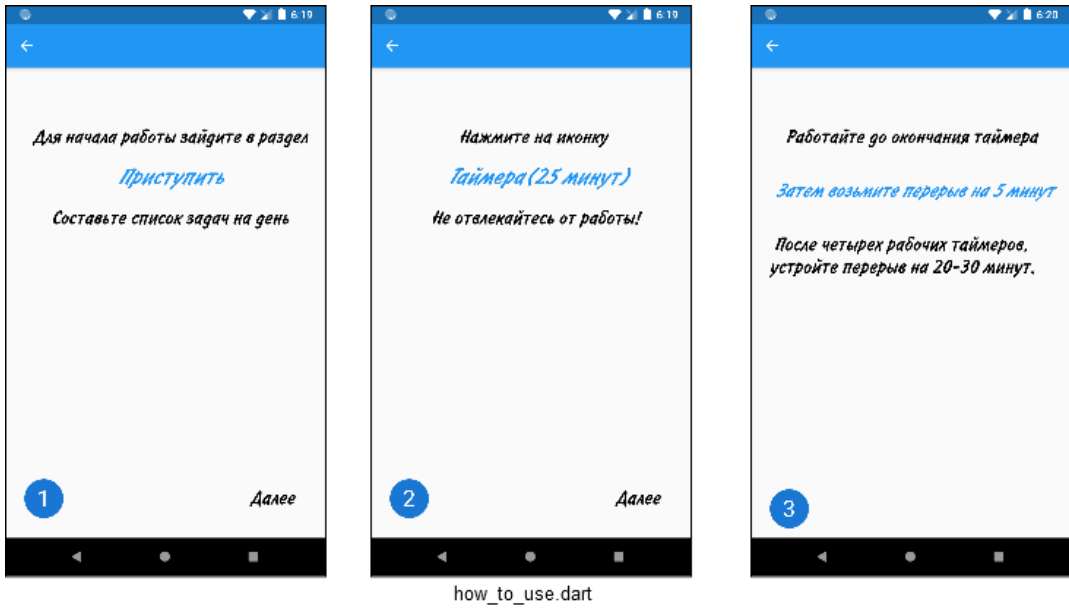 6:19
Для начала работы зайдите в раздел
Приступить
Составьте список задач на день
1
Далее
6:19
Нажмите на иконку
Таймера(25 минут)
Не отвлекайтесь от работы!
2
Далее
6:20
Работайте до окончания таймера
Затем возьмите перерыв на 5 минут
После четырех рабочих таймеров,
устройте перерыв на 20-30 минут.
3
how_to_use.dart